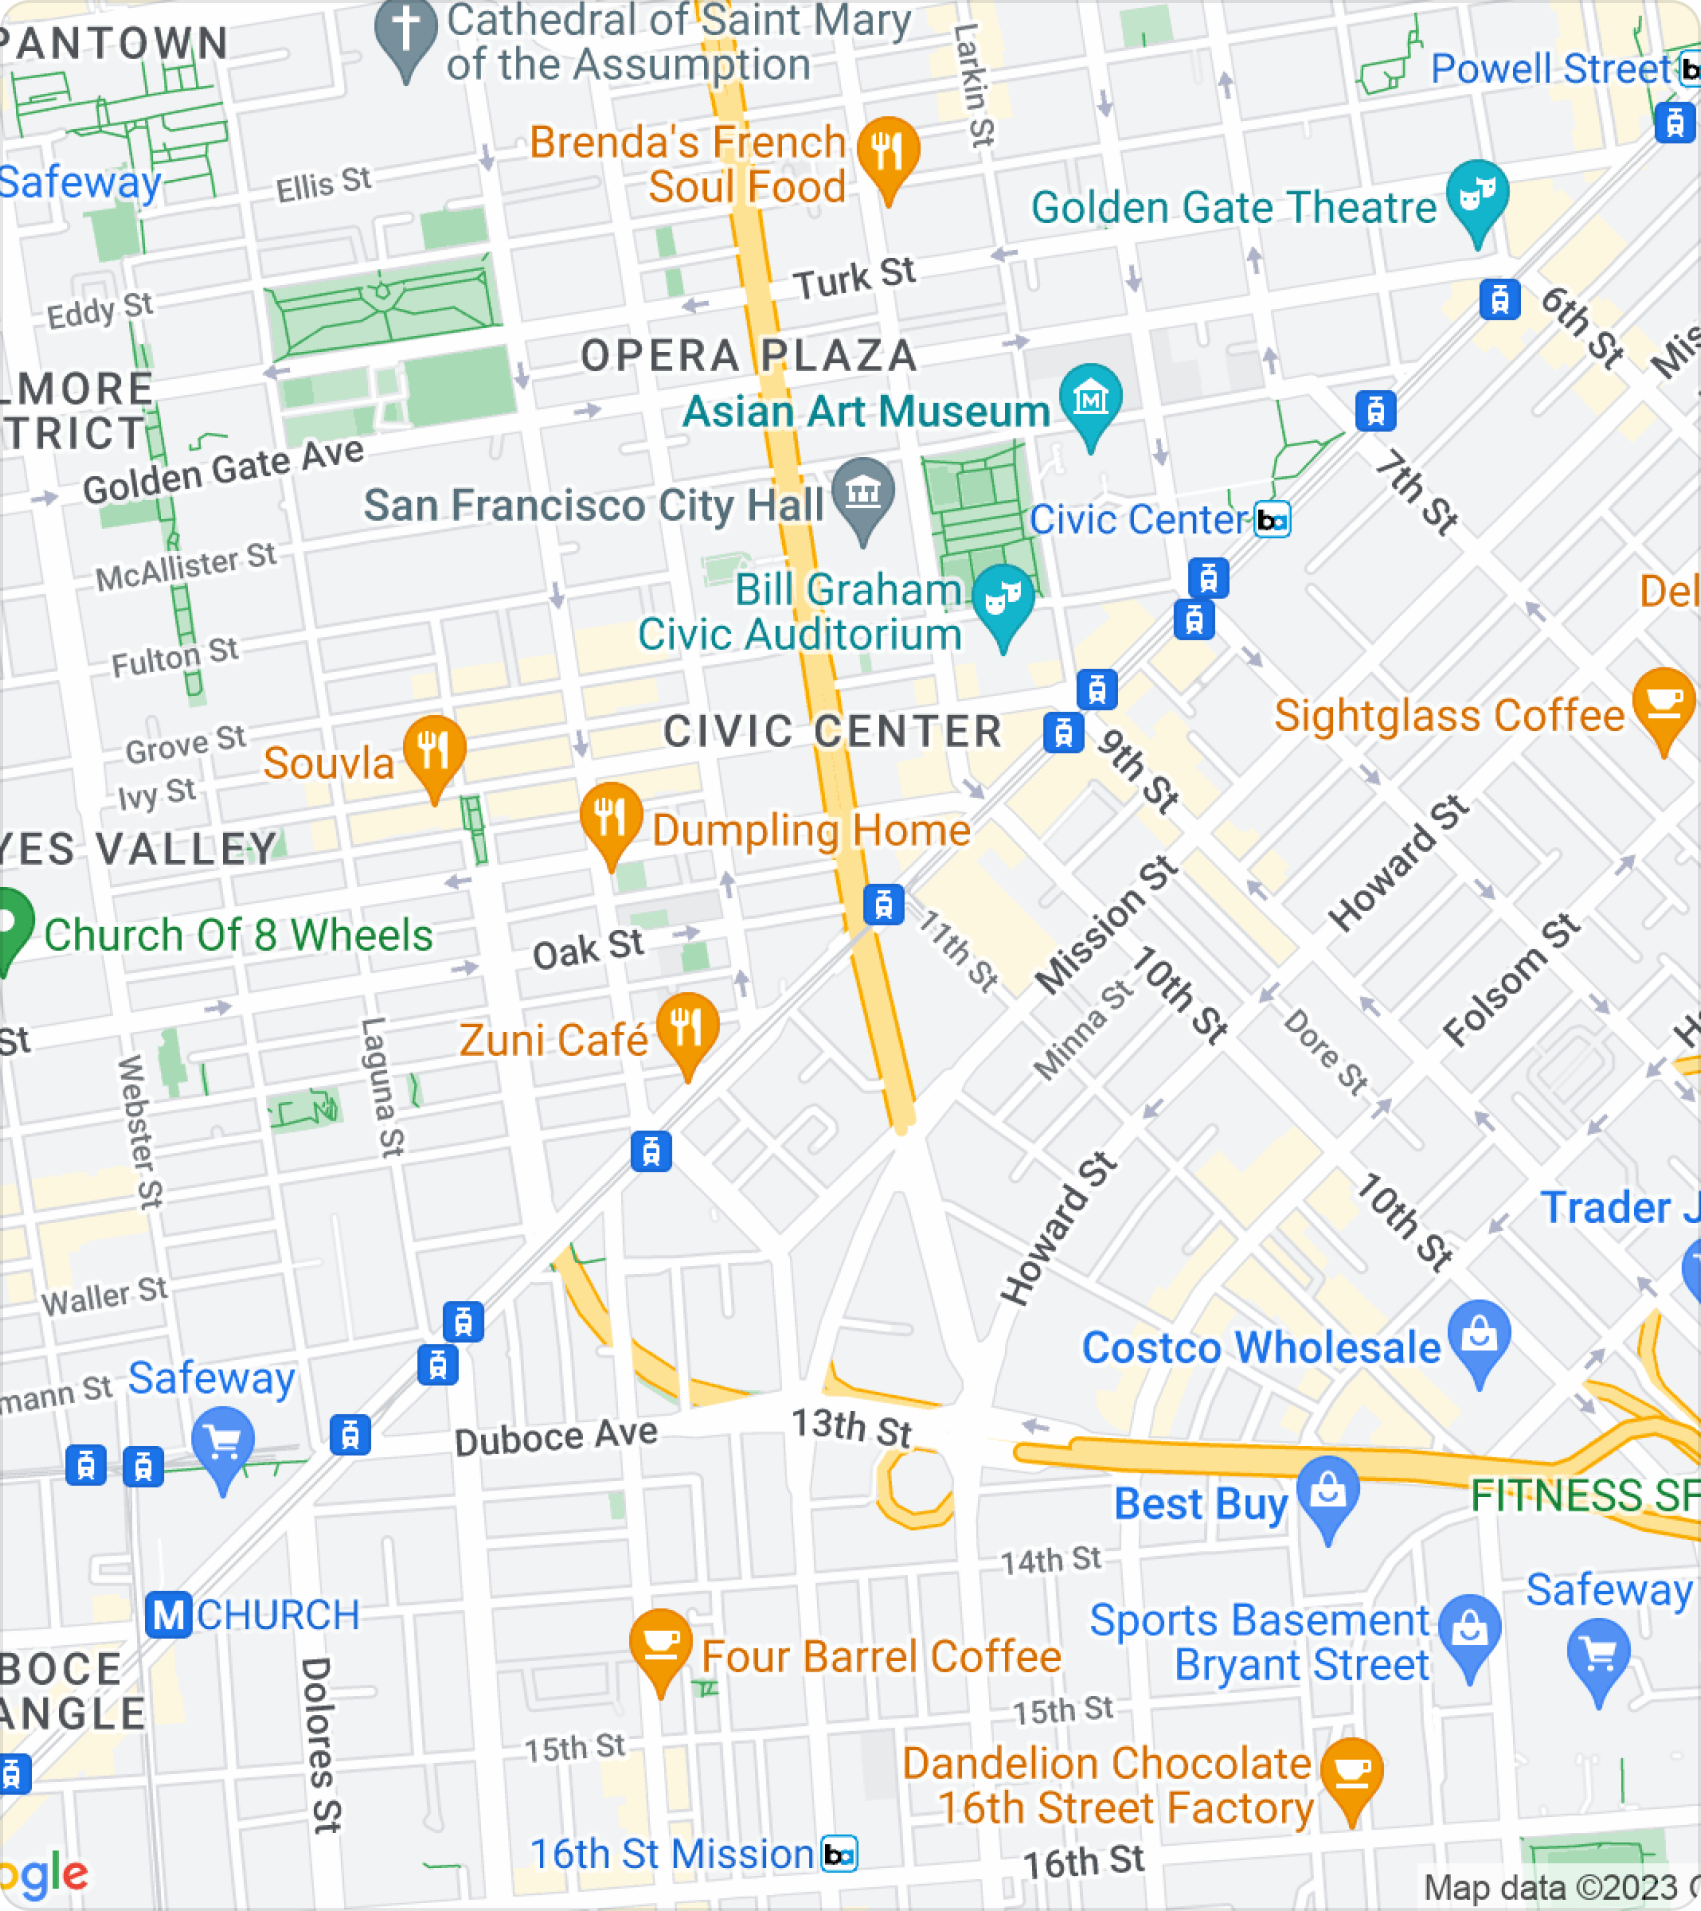 PANTOWN
Cathedral of Saint Mary
of the Assumption
Larkin St
Powell Street
Brenda's French
Soul Food
Safeway
Ellis St
Golden Gate Theatre
Turk St
Eddy St
6th St
Mis
OPERA PLAZA
LMORE
TRICT
Asian Art Museum
Golden Gate Ave
7th St
San Francisco City Hall
Civic Center
McAllister St
Bill Graham
Civic Auditorium
Del
Fulton St
Sightglass Coffee
CIVIC CENTER
Grove St
Souvla
9th St
Ivy St
Dumpling Home
YES VALLEY
Howard St
Mission St
Church Of 8 Wheels
Oak St
11th St
10th St
Folsom St
Minna St
Dore St
St
Zuni Café
Laguna St
Webster St
H
Howard St
10th St
Trader J
Waller St
Costco Wholesale
mann St
Safeway
Duboce Ave
13th St
Best Buy
FITNESS SF
14th St
Safeway
M CHURCH
Sports Basement
Bryant Street
Four Barrel Coffee
BOCE
ANGLE
Dolores St
15th St
15th St
Dandelion Chocolate
16th Street Factory
16th St Mission
16th St
ogle
Map data ©2023